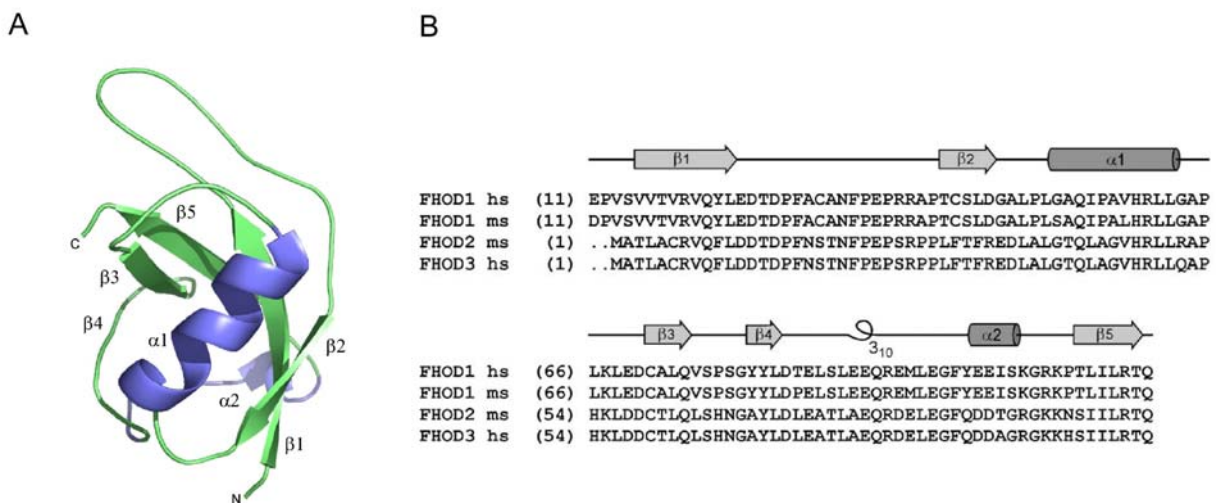 A
B
β5
C
β3
β4
α1
β2
α2
β1
N
β1 β2 α1
FHOD1 hs (11) EPVSVVTVRVQYLEDTDPFACANFPEPRRAPTCSLDGALPLGAQIPAVHRLLGAP
FHOD1 ms (11) DPVSVVTVRVQYLEDTDPFACANFPEPRRAPTCSLDGALPLSAQIPALHRLLGAP
FHOD2 ms (1) ..MATLACRVQFLDDTDPFNSTNFPEPSRPPLFTFREDLALGTQLAGVHRLLRAP
FHOD3 hs (1) ..MATLACRVQFLDDTDPFNSTNFPEPSRPPLFTFREDLALGTQLAGVHRLLQAP
β3 β4 3₁₀ α2 β5
FHOD1 hs (66) LKLEDCALQVSPSGYYLDTELSLEEQREMLEGFYEEISKGRKPTLILRTQ
FHOD1 ms (66) LKLEDCALQVSPSGYYLDPELSLEEQREMLEGFYEEISKGRKPTLILRTQ
FHOD2 ms (54) HKLDDCTLQLSHNGAYLDLEATLAEQRDELEGFQDDTGRGKKNSIILRTQ
FHOD3 hs (54) HKLDDCTLQLSHNGAYLDLEATLAEQRDELEGFQDDAGRGKKHSIILRTQ